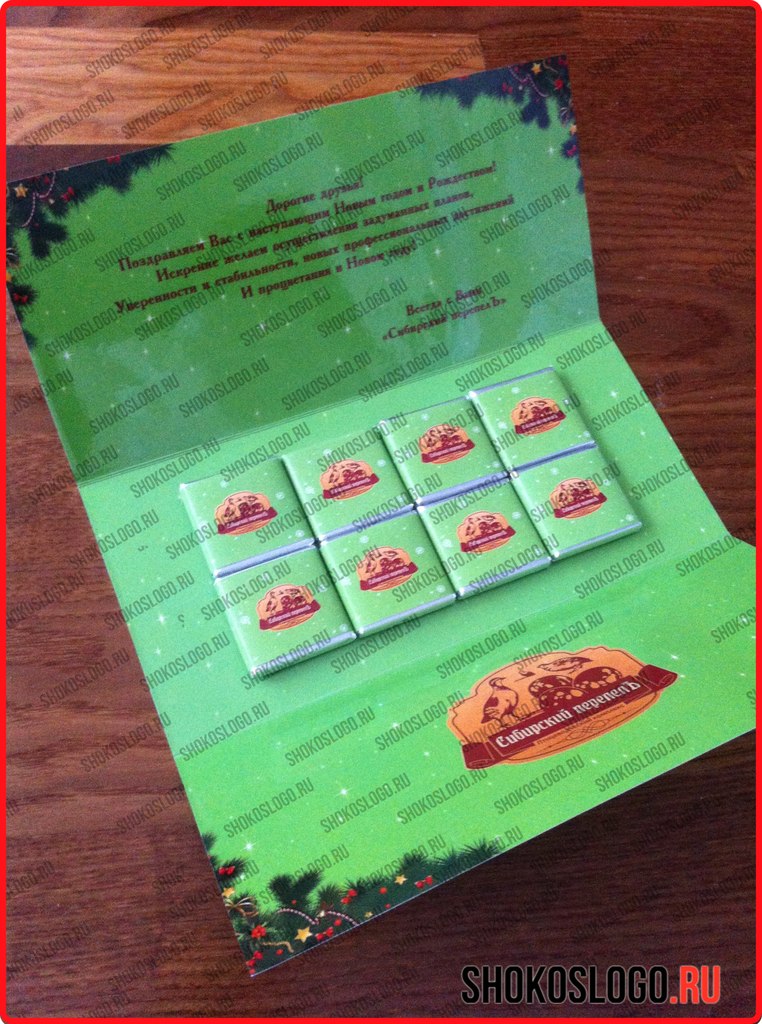 Дорогие друзья!
Поздравляем Вас с наступающим Новым годом и Рождеством!
Искренне желаем осуществления задуманных планов,
Уверенности и стабильности, новых профессиональных достижений
И процветания в Новом году!
Всегда с Вами
«Сибирский перепелЪ»
Сибирский перепелЪ
SHOKOSLOGO.RU